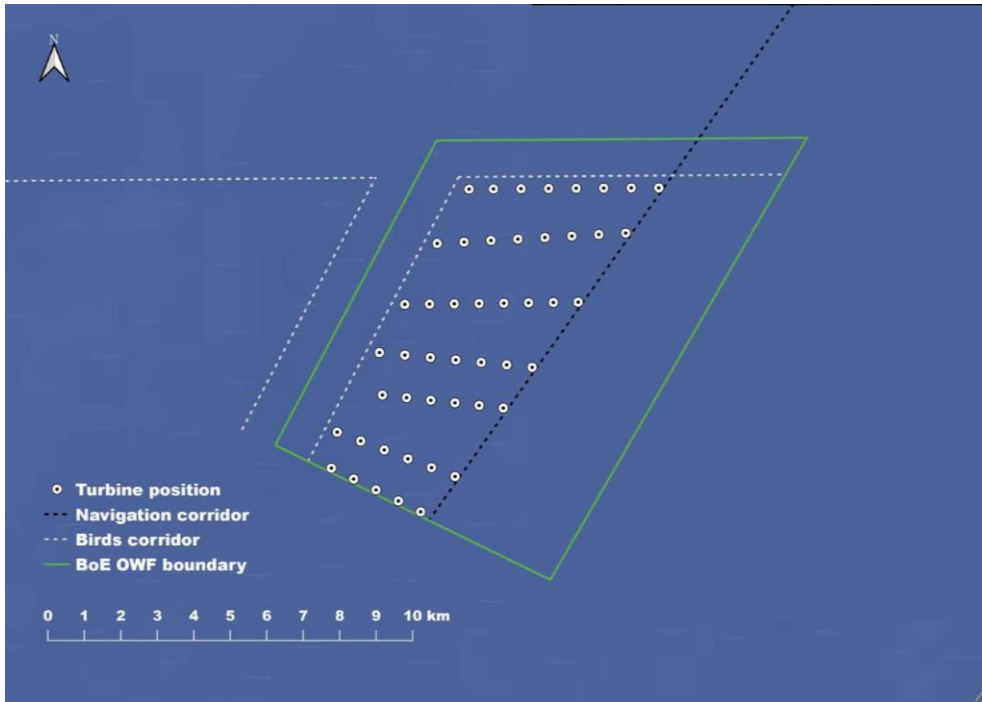 N
Turbine position
Navigation corridor
Birds corridor
BoE OWF boundary
0 1 2 3 4 5 6 7 8 9 10 km